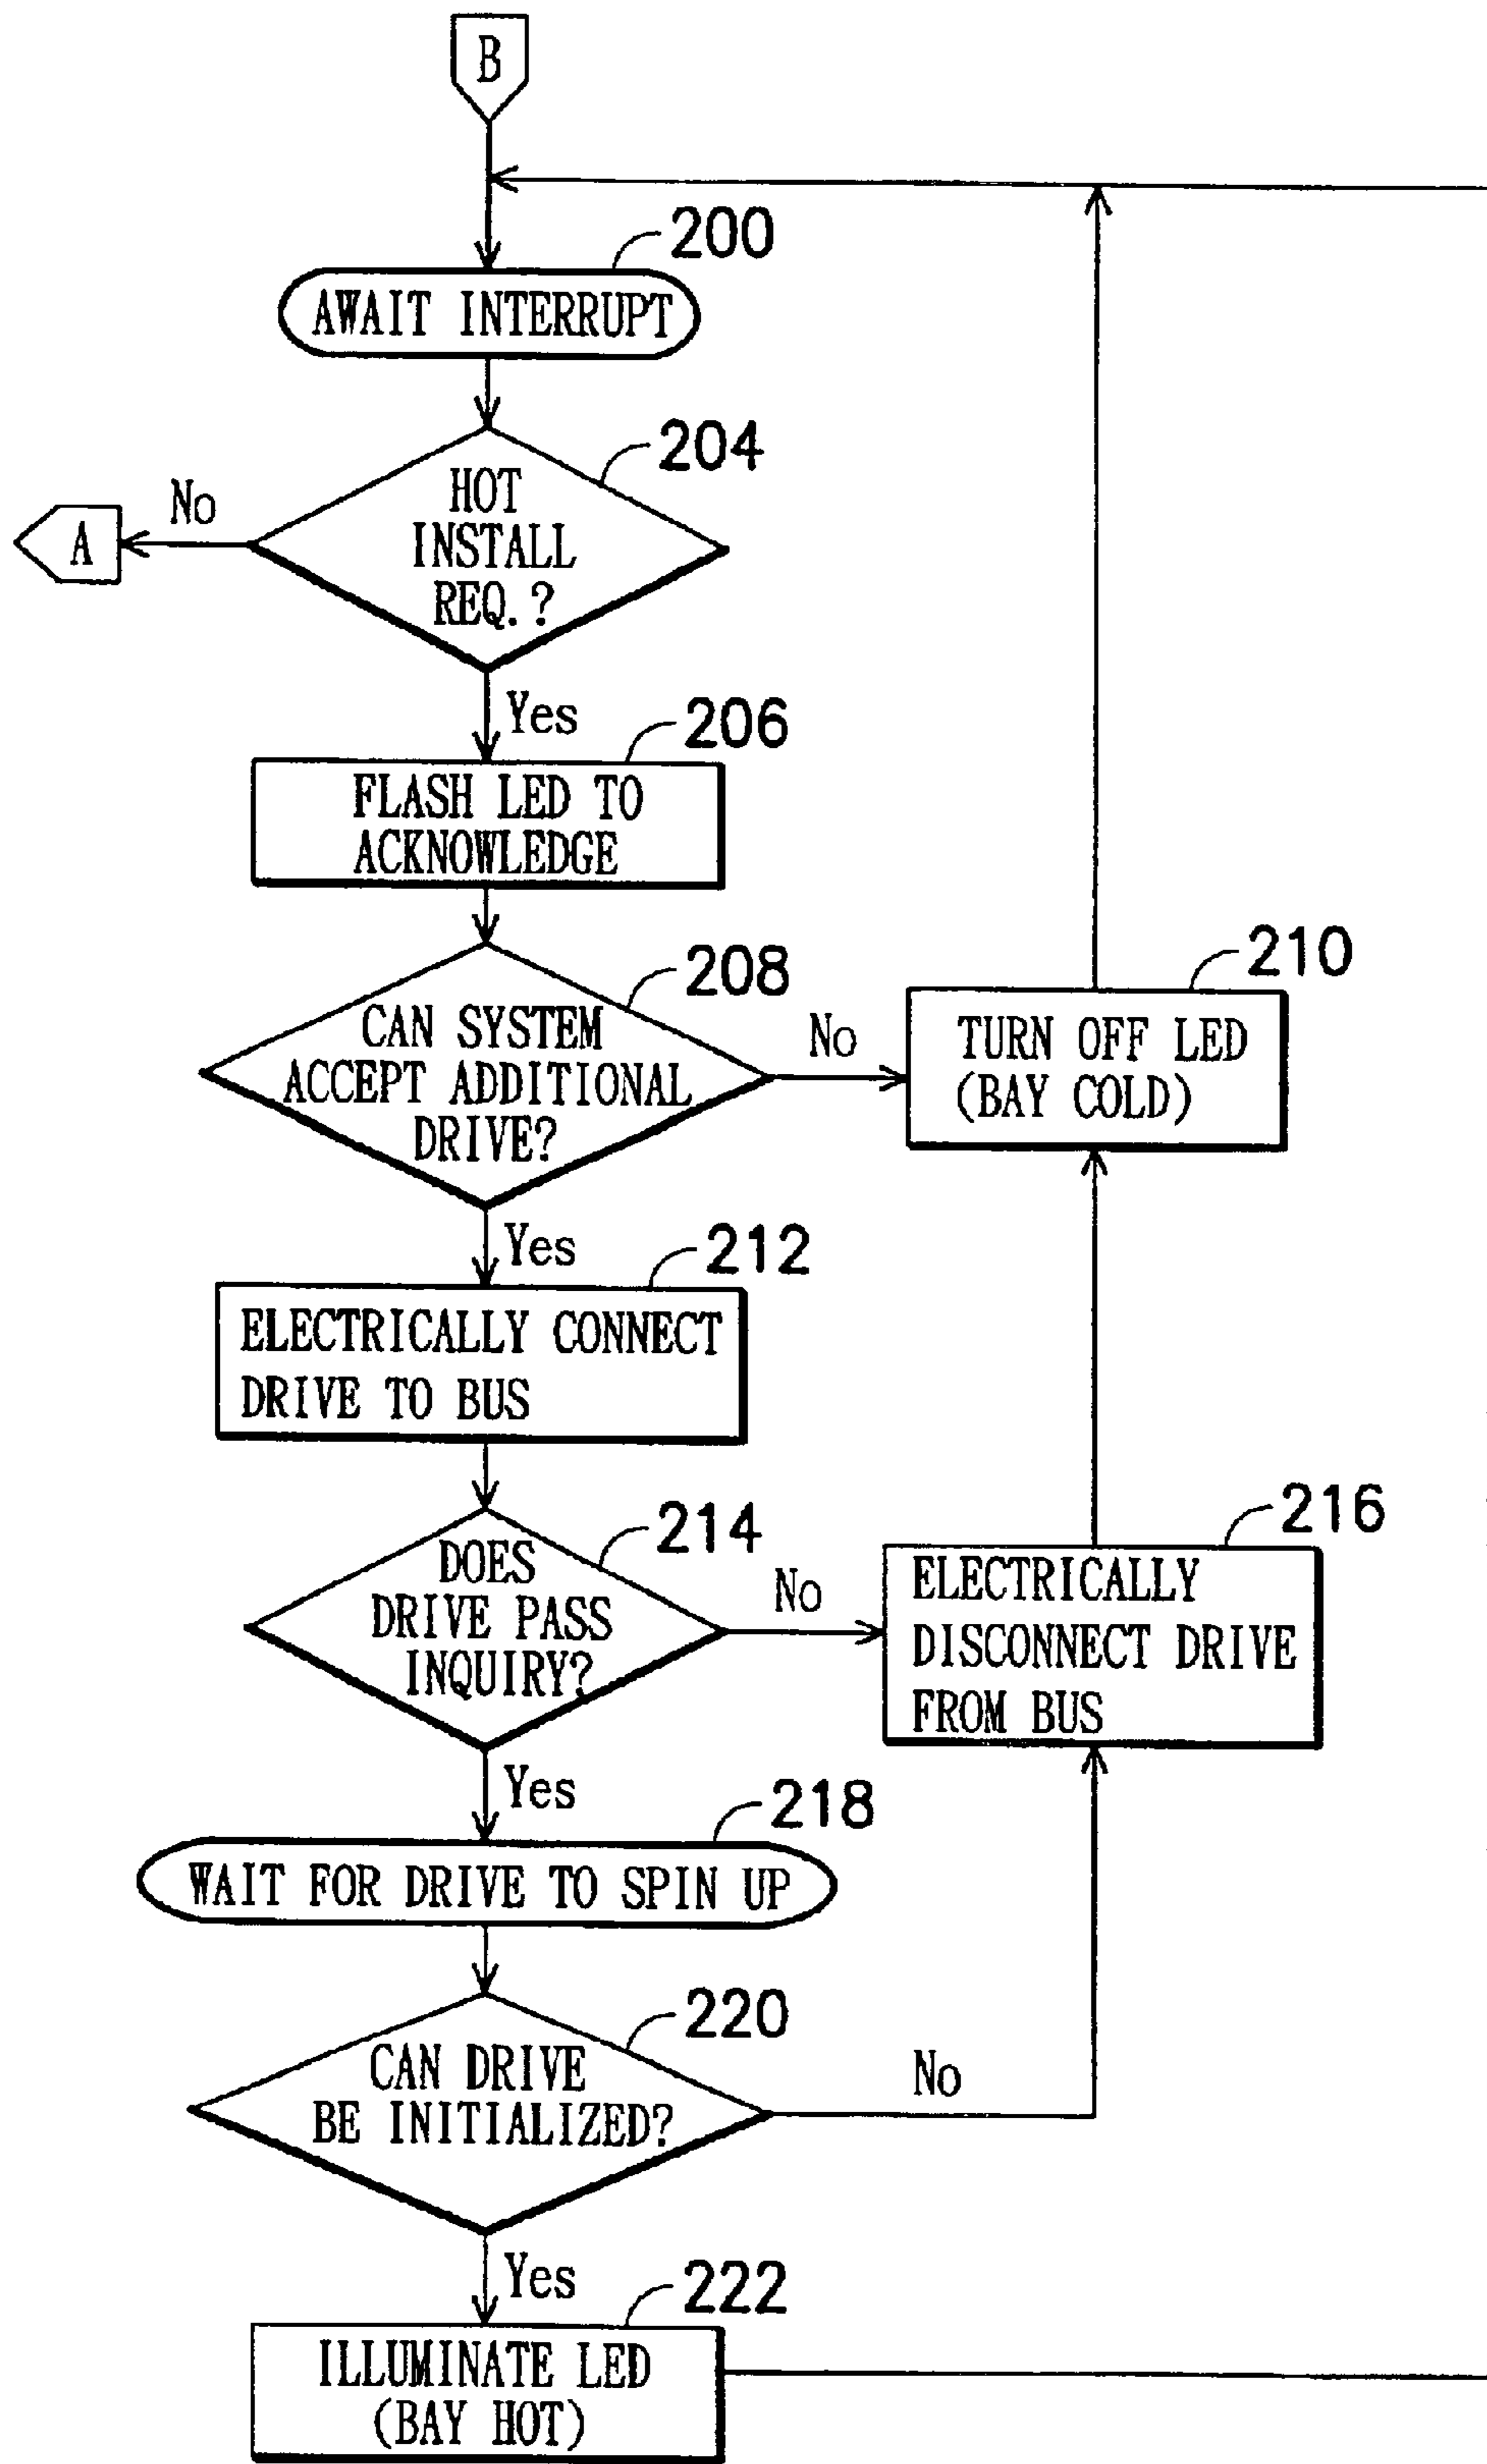 B
200
AWAIT INTERRUPT
204
HOT
INSTALL
REQ.?
No
A
Yes
206
FLASH LED TO
ACKNOWLEDGE
208
CAN SYSTEM
ACCEPT ADDITIONAL
DRIVE?
No
210
TURN OFF LED
(BAY COLD)
Yes
212
ELECTRICALLY CONNECT
DRIVE TO BUS
214
DOES
DRIVE PASS
INQUIRY?
No
216
ELECTRICALLY
DISCONNECT DRIVE
FROM BUS
Yes
218
WAIT FOR DRIVE TO SPIN UP
220
CAN DRIVE
BE INITIALIZED?
No
Yes
222
ILLUMINATE LED
(BAY HOT)